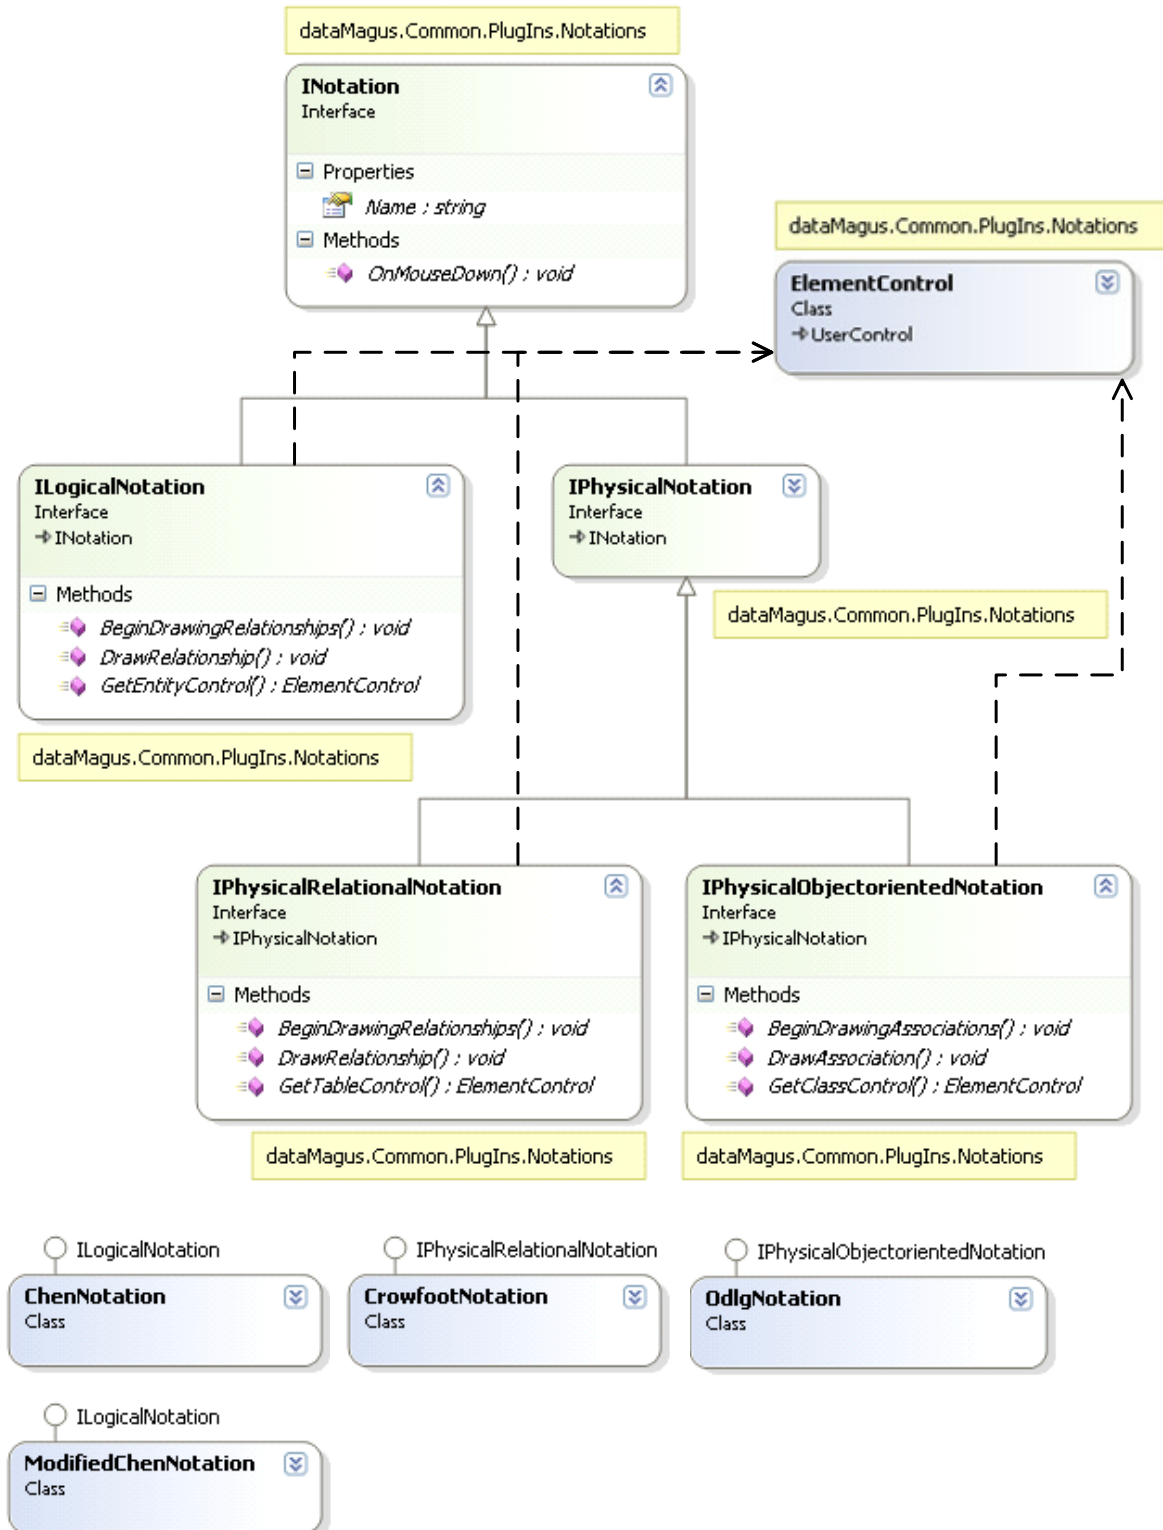 dataMagus.Common.PlugIns.Notations
INotation
Interface
Properties
Name : string
Methods
OnMouseDown() : void
dataMagus.Common.PlugIns.Notations
ElementControl
Class
UserControl
ILogicalNotation
Interface
INotation
Methods
BeginDrawingRelationships() : void
DrawRelationship() : void
GetEntityControl() : ElementControl
dataMagus.Common.PlugIns.Notations
IPhysicalNotation
Interface
INotation
dataMagus.Common.PlugIns.Notations
IPhysicalRelationalNotation
Interface
IPhysicalNotation
Methods
BeginDrawingRelationships() : void
DrawRelationship() : void
GetTableControl() : ElementControl
dataMagus.Common.PlugIns.Notations
IPhysicalObjectorientedNotation
Interface
IPhysicalNotation
Methods
BeginDrawingAssociations() : void
DrawAssociation() : void
GetClassControl() : ElementControl
dataMagus.Common.PlugIns.Notations
ILogicalNotation
ChenNotation
Class
IPhysicalRelationalNotation
CrowfootNotation
Class
IPhysicalObjectorientedNotation
OdlgNotation
Class
ILogicalNotation
ModifiedChenNotation
Class